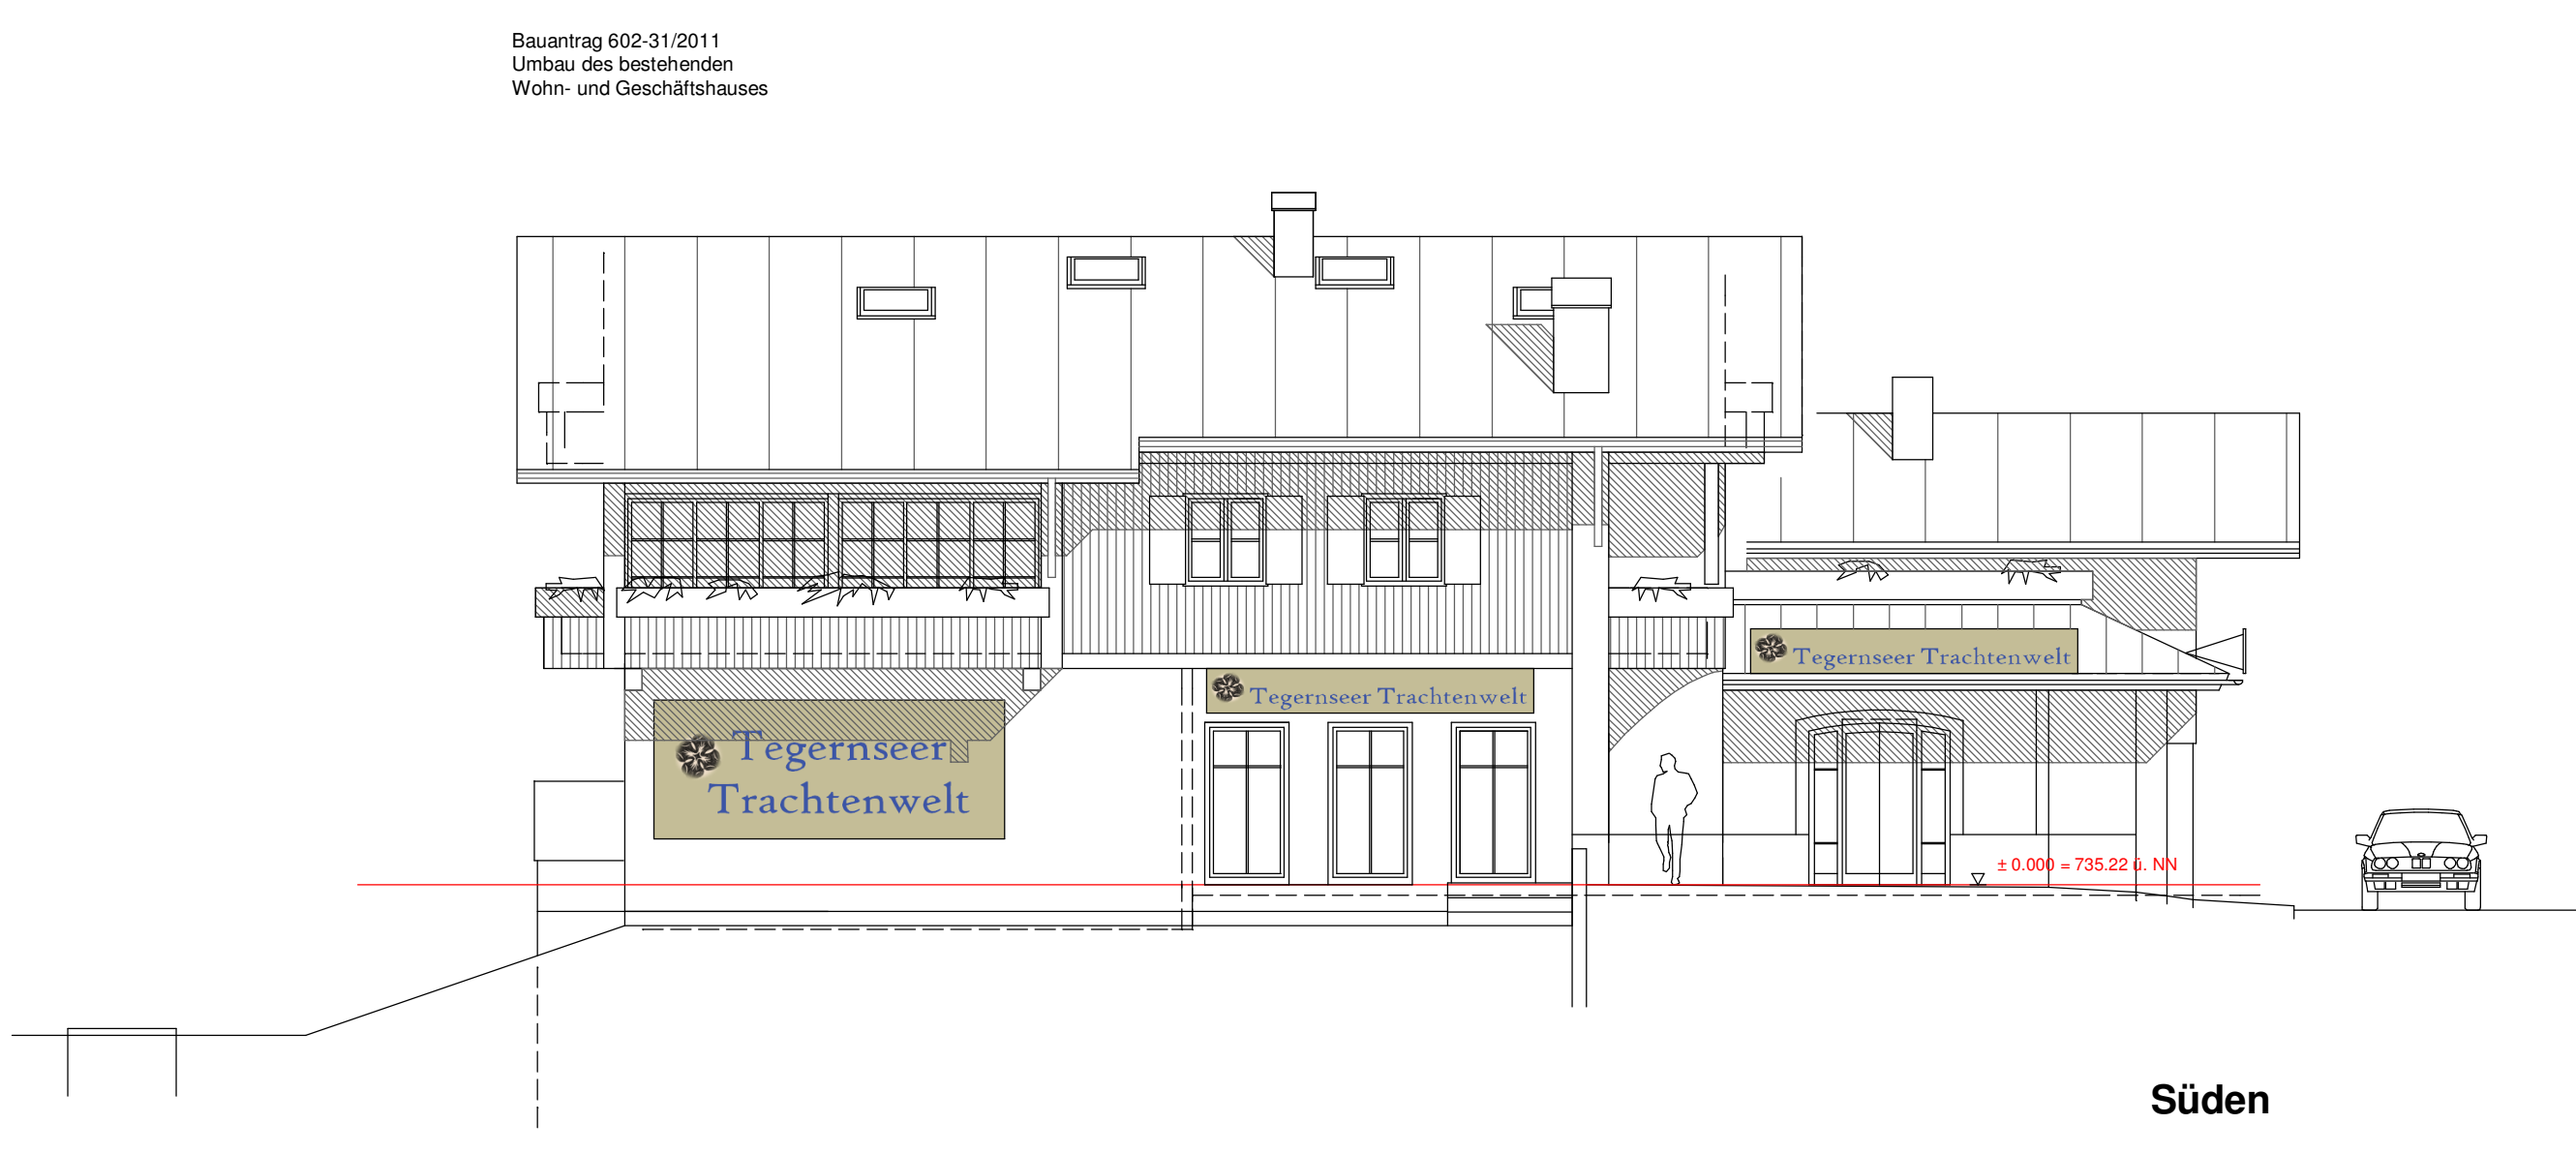 Bauantrag 602-31/2011
Umbau des bestehenden
Wohn- und Geschäftshauses
Tegernseer Trachtenwelt
Tegernseer Trachtenwelt
Tegernseer
Trachtenwelt
± 0.000 = 735.22 ü. NN
Süden